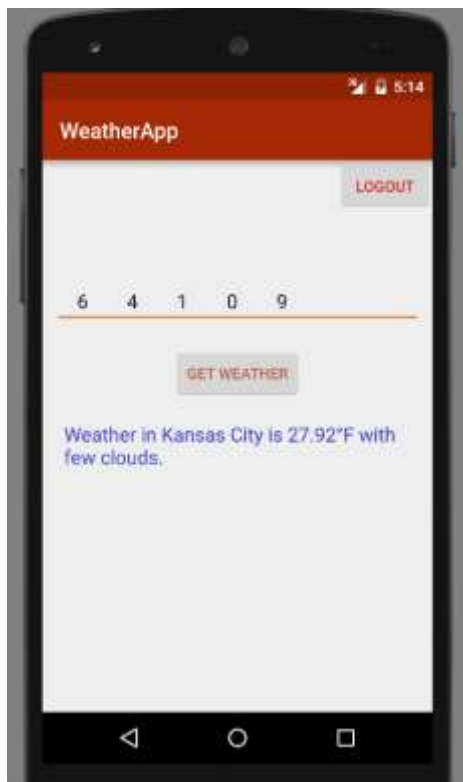 5:14
WeatherApp
LOGOUT
6 4 1 0 9
GET WEATHER
Weather in Kansas City is 27.92°F with
few clouds.